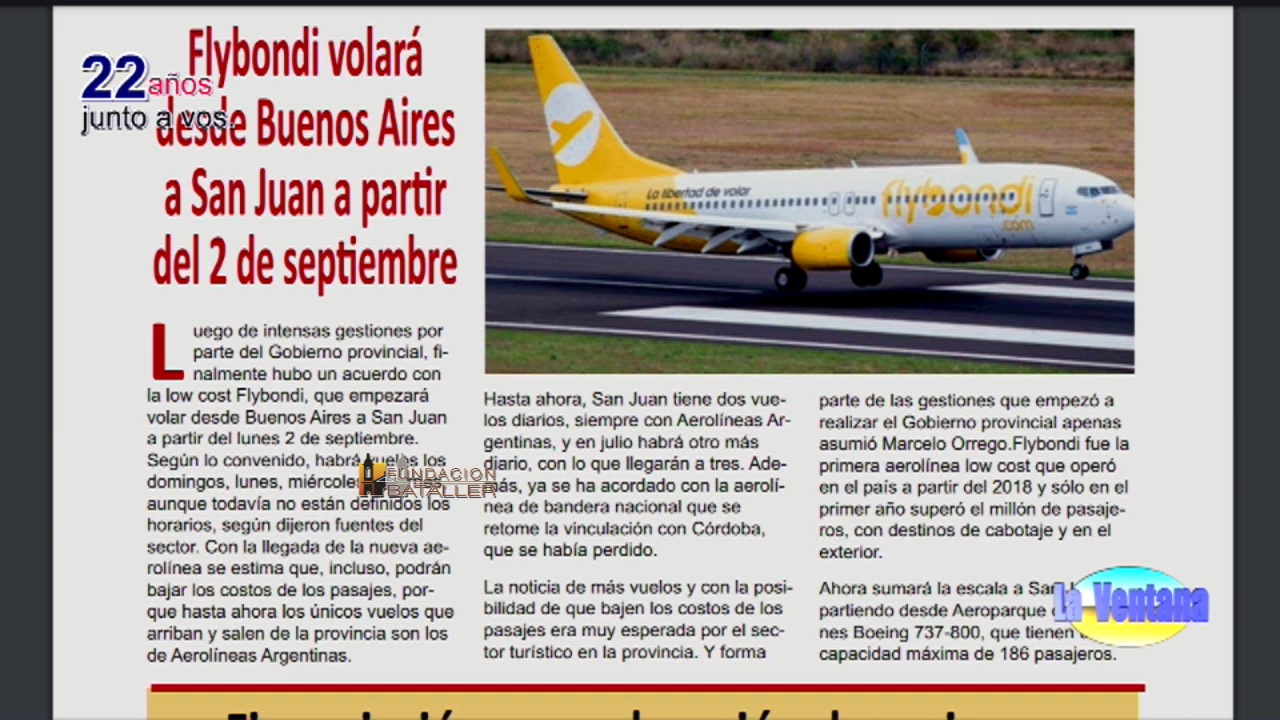 22 años
junto a vos.
Flybondi volará
desde Buenos Aires
a San Juan a partir
del 2 de septiembre
La libertad de volar
flybondi
.com
Luego de intensas gestiones por
parte del Gobierno provincial, fi-
nalmente hubo un acuerdo con
la low cost Flybondi, que empezará
volar desde Buenos Aires a San Juan
a partir del lunes 2 de septiembre.
Según lo convenido, habrá vuelos los
domingos, lunes, miércoles
aunque todavía no están definidos los
horarios, según dijeron fuentes del
sector. Con la llegada de la nueva ae-
rolínea se estima que, incluso, podrán
bajar los costos de los pasajes, por-
que hasta ahora los únicos vuelos que
arriban y salen de la provincia son los
de Aerolíneas Argentinas.
FUNDACION
BATALLER
Hasta ahora, San Juan tiene dos vue-
los diarios, siempre con Aerolíneas Ar-
gentinas, y en julio habrá otro más
diario, con lo que llegarán a tres. Ade-
más, ya se ha acordado con la aerolí-
nea de bandera nacional que se
retome la vinculación con Córdoba,
que se había perdido.
La noticia de más vuelos y con la posi-
bilidad de que bajen los costos de los
pasajes era muy esperada por el sec-
tor turístico en la provincia. Y forma
parte de las gestiones que empezó a
realizar el Gobierno provincial apenas
asumió Marcelo Orrego.Flybondi fue la
primera aerolínea low cost que operó
en el país a partir del 2018 y sólo en el
primer año superó el millón de pasaje-
ros, con destinos de cabotaje y en el
exterior.
Ahora sumará la escala a San
partiendo desde Aeroparque
nes Boeing 737-800, que tienen
capacidad máxima de 186 pasajeros.
La Ventana